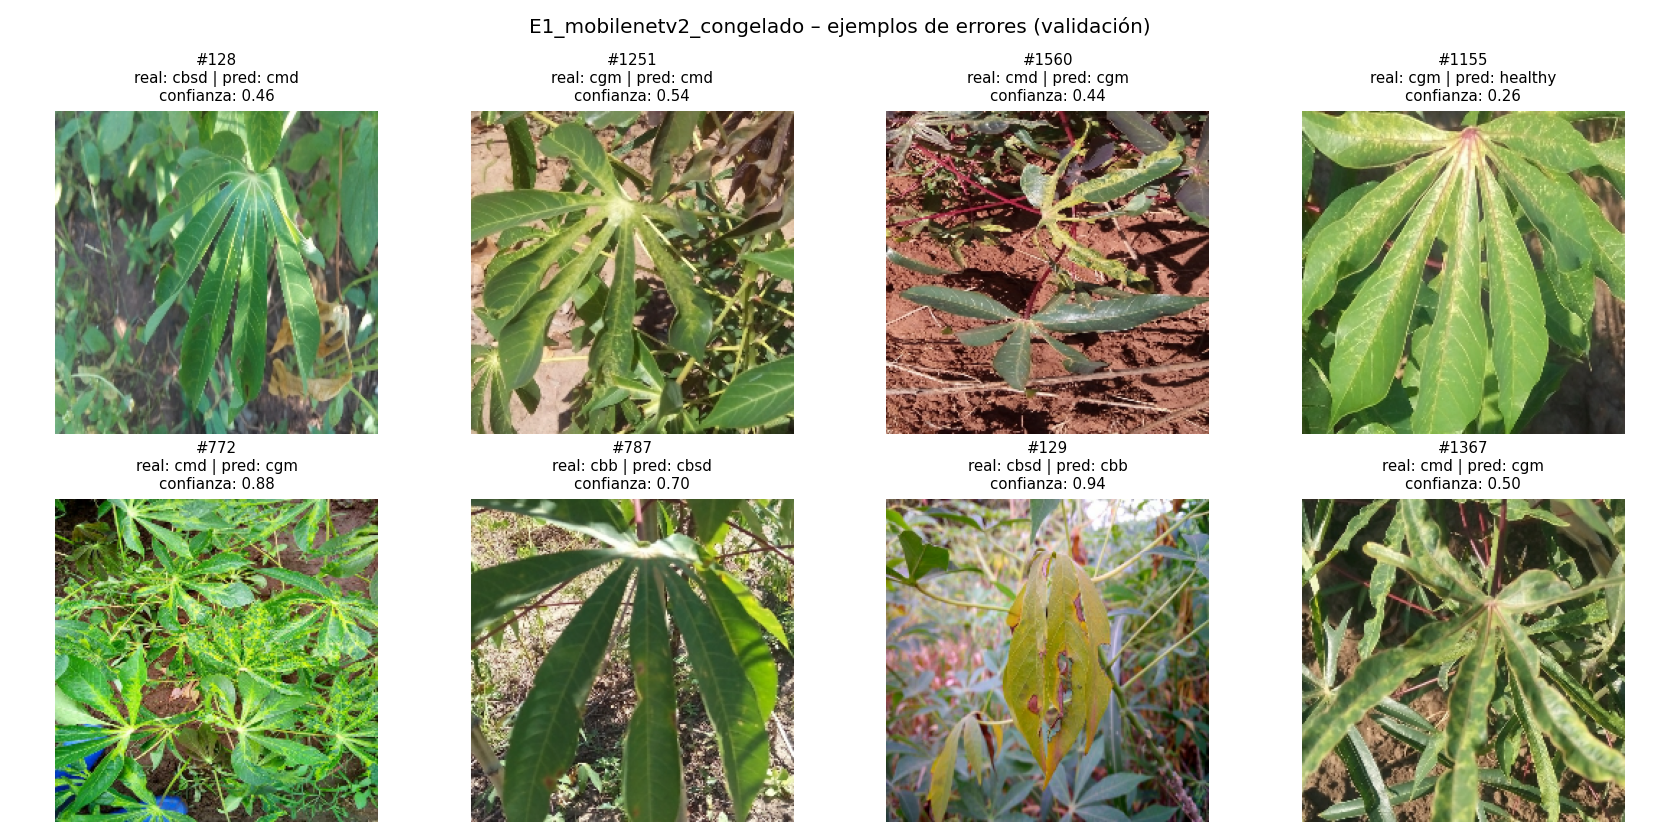 E1_mobilenetv2_congelado – ejemplos de errores (validación)
#128
real: cbsd | pred: cmd
confianza: 0.46
#1251
real: cgm | pred: cmd
confianza: 0.54
#1560
real: cmd | pred: cgm
confianza: 0.44
#1155
real: cgm | pred: healthy
confianza: 0.26
#772
real: cmd | pred: cgm
confianza: 0.88
#787
real: cbb | pred: cbsd
confianza: 0.70
#129
real: cbsd | pred: cbb
confianza: 0.94
#1367
real: cmd | pred: cgm
confianza: 0.50